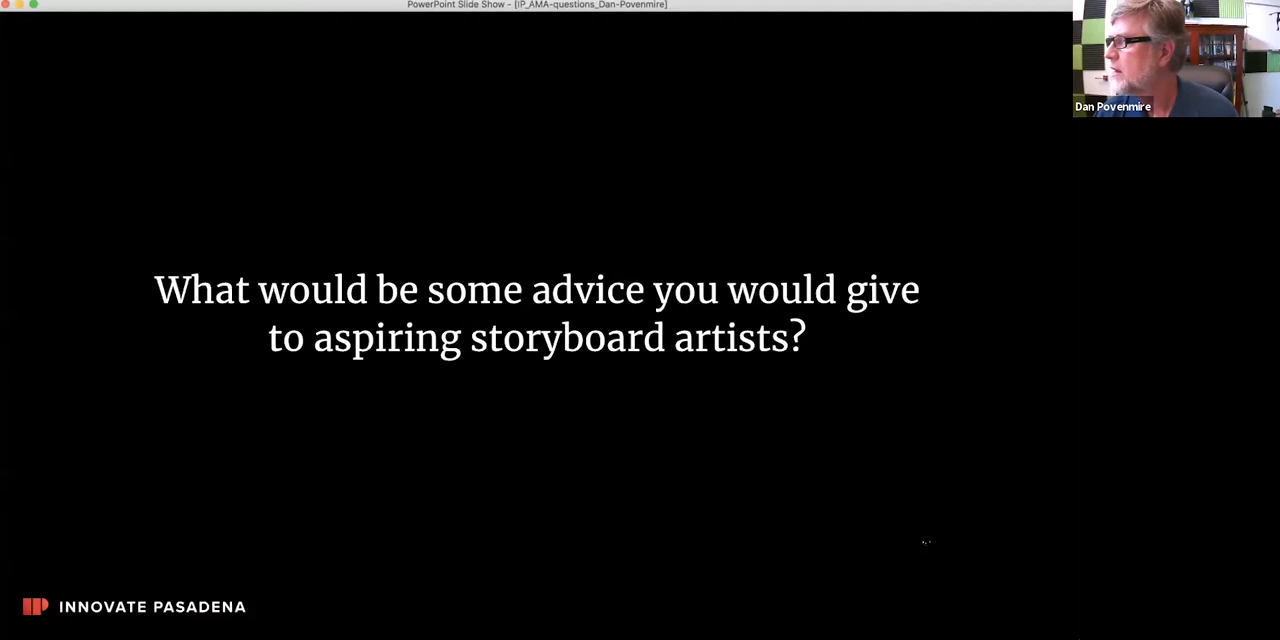 PowerPoint Slide Show - [IP_AMA-questions_Dan-Povenmire]
Dan Povenmire
What would be some advice you would give
to aspiring storyboard artists?
IP INNOVATE PASADENA